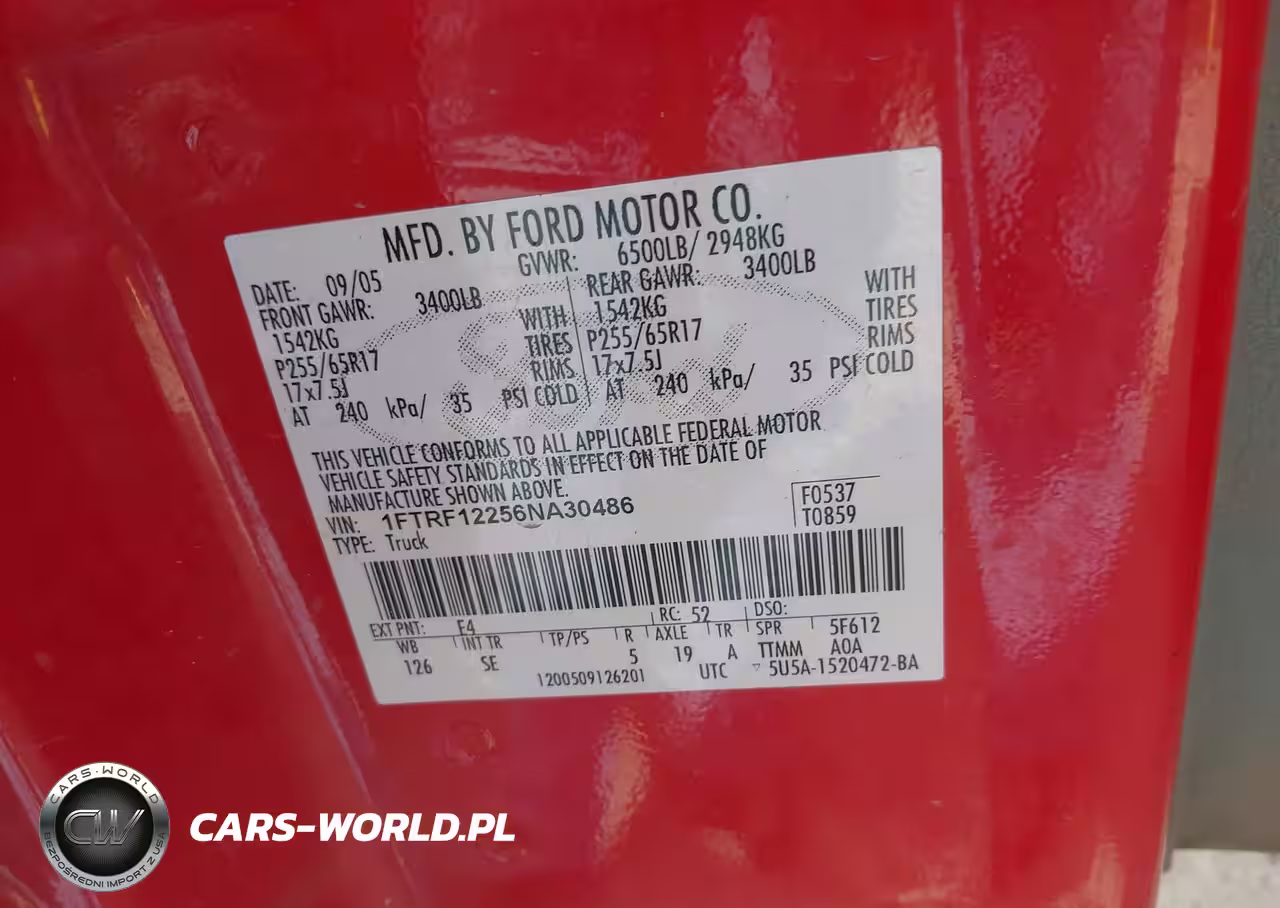 MFD. BY FORD MOTOR CO.
DATE: 09/05 GVWR: 6500LB/ 2948KG
FRONT GAWR: 3400LB REAR GAWR: 3400LB
1542KG WITH 1542KG WITH
P255/65R17 TIRES P255/65R17 TIRES
17x7.5J RIMS 17x7.5J RIMS
AT 240 kPa/ 35 PSI COLD AT 240 kPa/ 35 PSI COLD
THIS VEHICLE CONFORMS TO ALL APPLICABLE FEDERAL MOTOR
VEHICLE SAFETY STANDARDS IN EFFECT ON THE DATE OF
MANUFACTURE SHOWN ABOVE.
VIN: 1FTRF12256NA30486 F0537
TYPE: Truck T0859
EXT PNT: E4 RC: 52 DSO:
WB INT TR TP/PS R AXLE TR SPR 5F612
126 SE 5 19 A TTMM A0A
1200509126201 UTC ▽ 5U5A-1520472-BA
CARS-WORLD
CW
BEZPOŚREDNI IMPORT Z USA
CARS-WORLD.PL